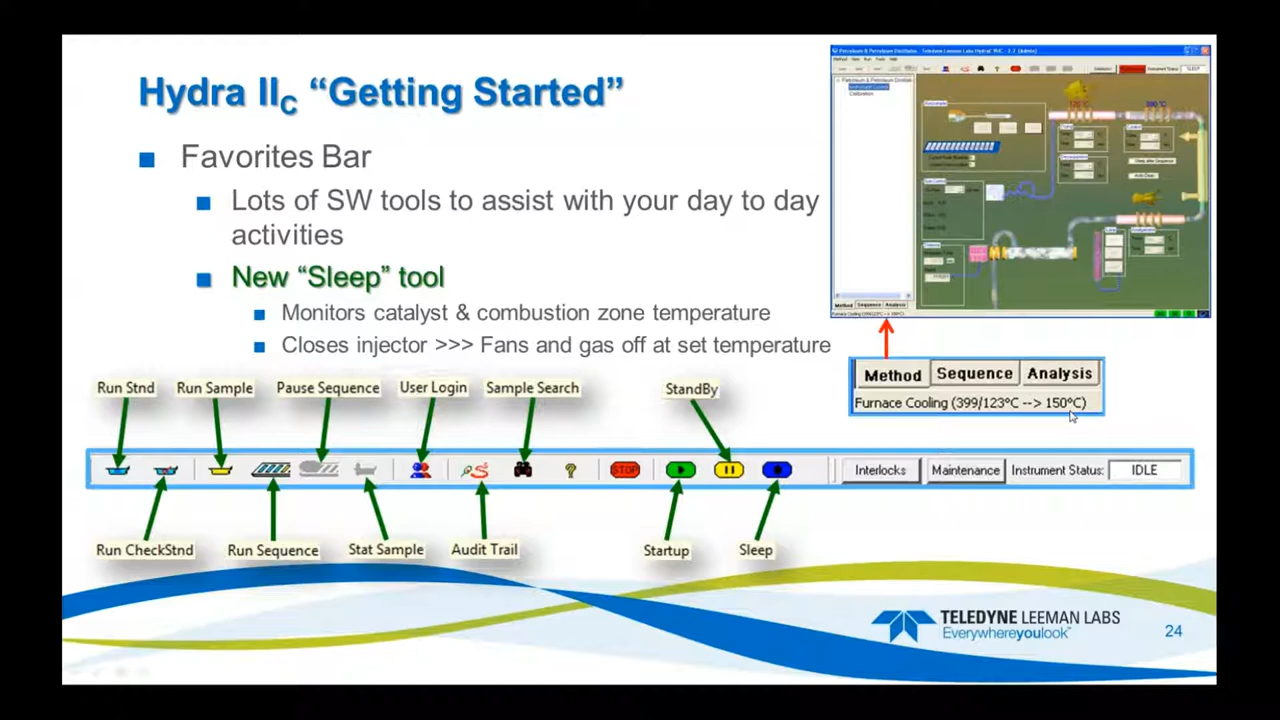 Hydra IIC “Getting Started”
Favorites Bar
Lots of SW tools to assist with your day to day
activities
New “Sleep” tool
Monitors catalyst & combustion zone temperature
Closes injector >>> Fans and gas off at set temperature
Method Sequence Analysis
Furnace Cooling (399/123°C --> 150°C)
Run Stnd Run Sample Pause Sequence User Login Sample Search StandBy
STOP Interlocks Maintenance Instrument Status: IDLE
Run CheckStnd Run Sequence Stat Sample Audit Trail Startup Sleep
TELEDYNE LEEMAN LABS
Everywhereyoulook™
24